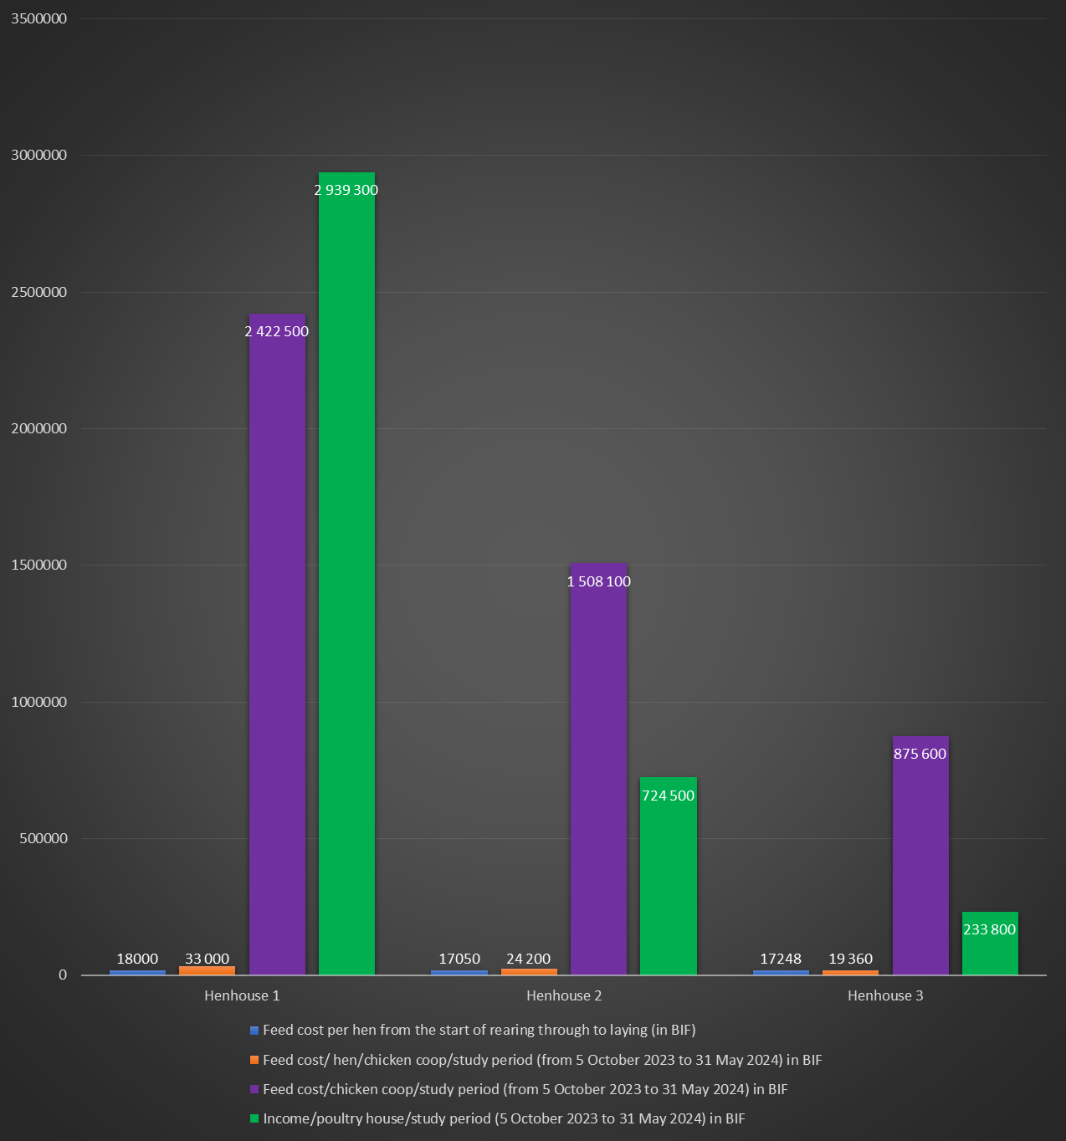 3500000
3000000
2 939 300
2500000
2 422 500
2000000
1500000
1 508 100
1000000
875 600
724 500
500000
233 800
18000 33 000 17050 24 200 17248 19 360
0
Henhouse 1 Henhouse 2 Henhouse 3
Feed cost per hen from the start of rearing through to laying (in BIF)
Feed cost/ hen/chicken coop/study period (from 5 October 2023 to 31 May 2024) in BIF
Feed cost/chicken coop/study period (from 5 October 2023 to 31 May 2024) in BIF
Income/poultry house/study period (5 October 2023 to 31 May 2024) in BIF